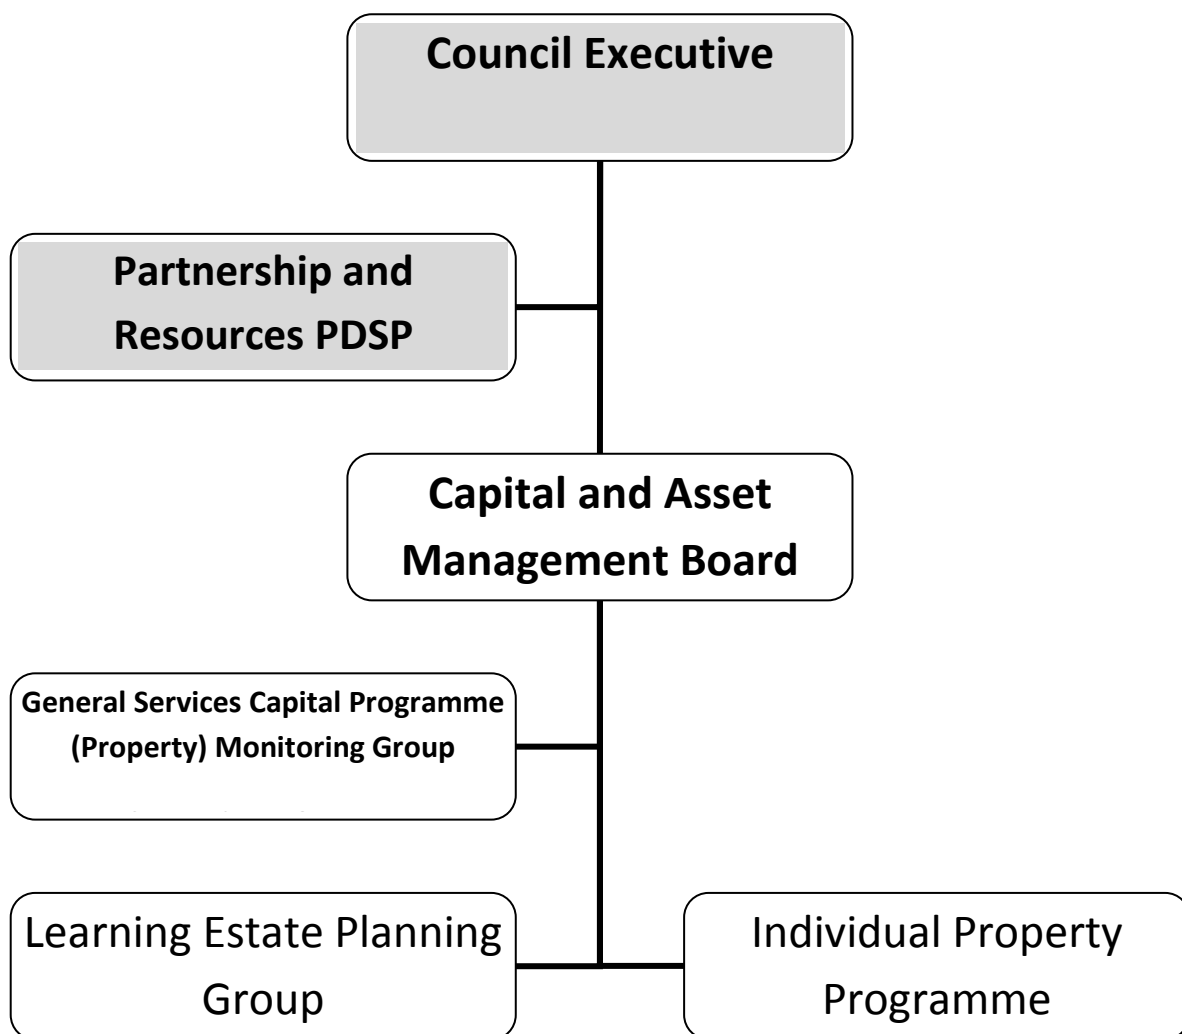 Council Executive
Partnership and
Resources PDSP
Capital and Asset
Management Board
General Services Capital Programme
(Property) Monitoring Group
Learning Estate Planning
Group
Individual Property
Programme